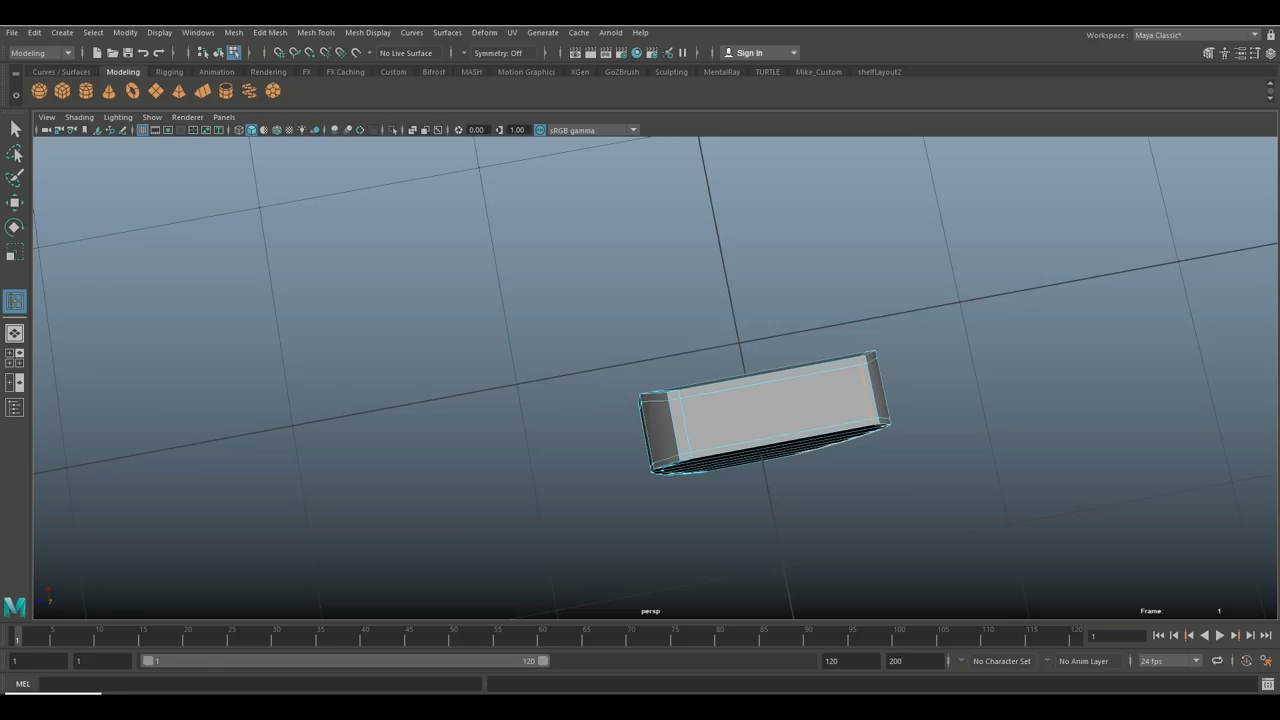 File Edit Create Select Modify Display Windows Mesh Edit Mesh Mesh Tools Mesh Display Curves Surfaces Deform UV Generate Cache Arnold Help
Workspace: Maya Classic*
Modeling No Live Surface Symmetry: Off Sign In
Curves / Surfaces Modeling Rigging Animation Rendering FX FX Caching Custom Bifrost MASH Motion Graphics XGen GoZBrush Sculpting MentalRay TURTLE Mike_Custom shelfLayout2
View Shading Lighting Show Renderer Panels
0.00 1.00 sRGB gamma
persp
Frame: 1
1 5 10 15 20 25 30 35 40 45 50 55 60 65 70 75 80 85 90 95 100 105 110 115 120 1
1 1 1 120 120 200 No Character Set No Anim Layer 24 fps
MEL